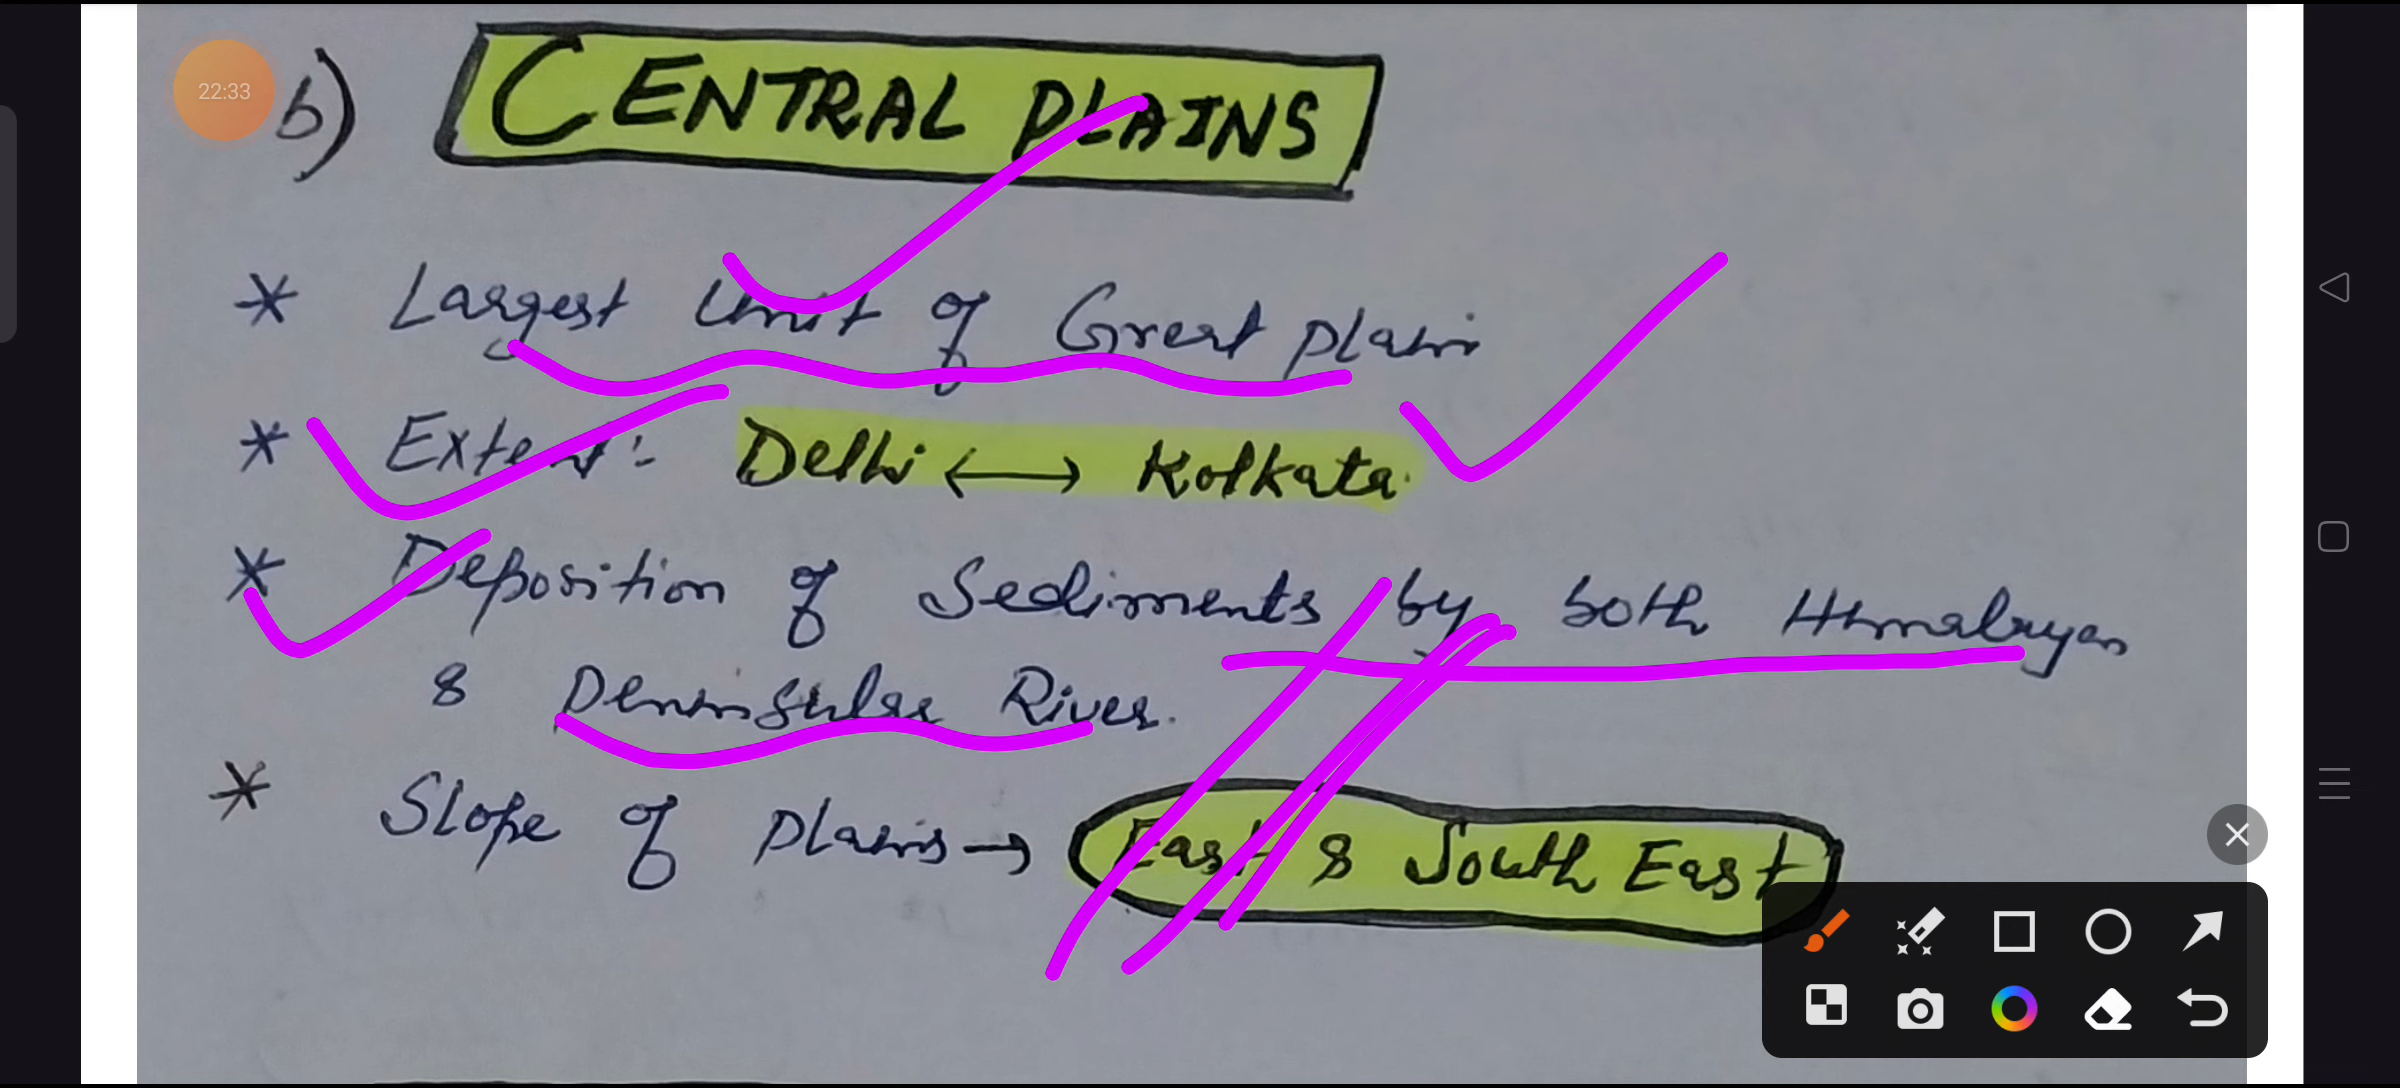 22:33
b) CENTRAL PLAINS
* Largest Unit of Great plain
* Extent:- Delhi ↔ Kolkata.
* Deposition of Sediments by both Himalayan
& Peninsular River.
* Slope of plains → East & South East